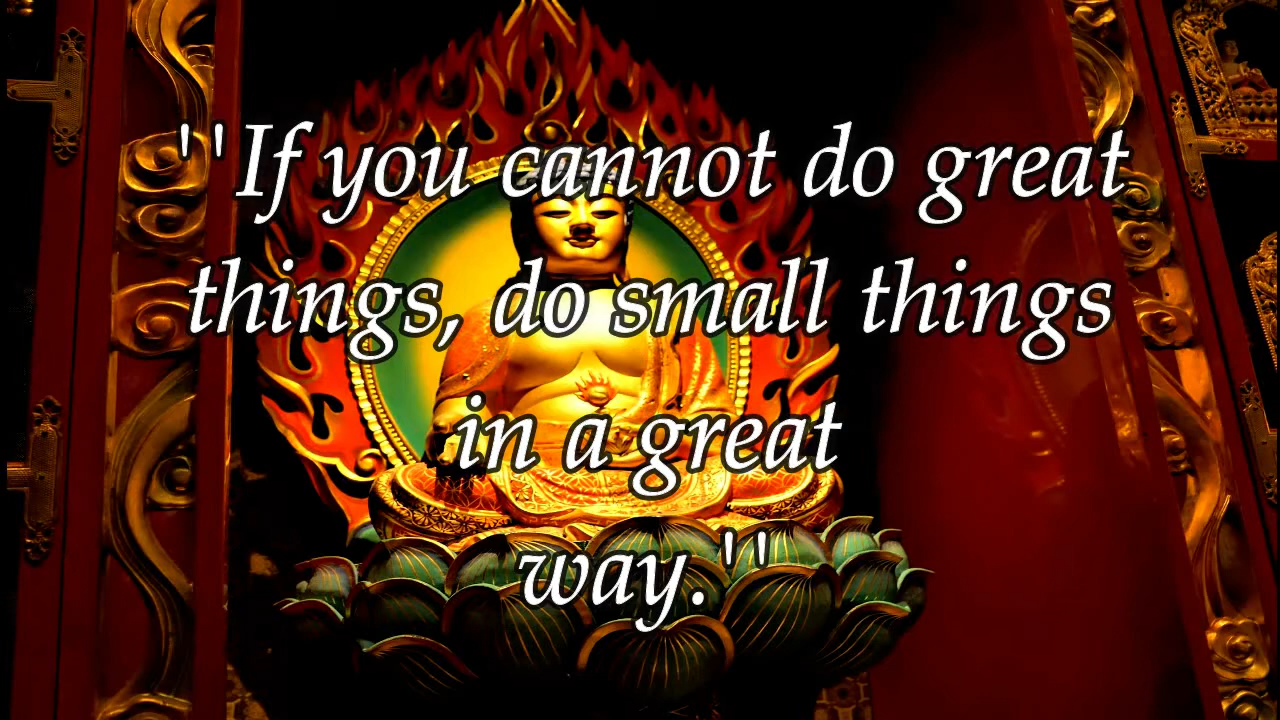 ''If you cannot do great
things, do small things
in a great
way.''